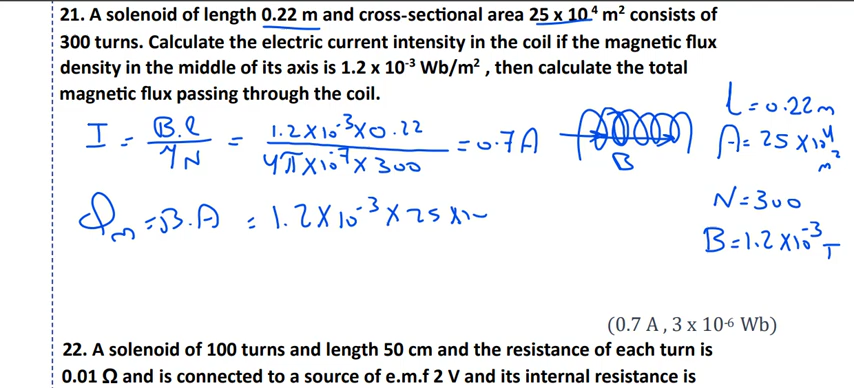 21. A solenoid of length 0.22 m and cross-sectional area 25 x 10⁴ m² consists of
300 turns. Calculate the electric current intensity in the coil if the magnetic flux
density in the middle of its axis is 1.2 x 10⁻³ Wb/m² , then calculate the total
magnetic flux passing through the coil.
I = B.l / μN = 1.2×10⁻³×0.22 / 4π×10⁻⁷×300 = 0.7A
B
l=0.22m
A=25×10⁻⁴ m²
N=300
B=1.2×10⁻³ T
Φm=B.A = 1.2×10⁻³×25×10
(0.7 A , 3 x 10⁻⁶ Wb)
22. A solenoid of 100 turns and length 50 cm and the resistance of each turn is
0.01 Ω and is connected to a source of e.m.f 2 V and its internal resistance is